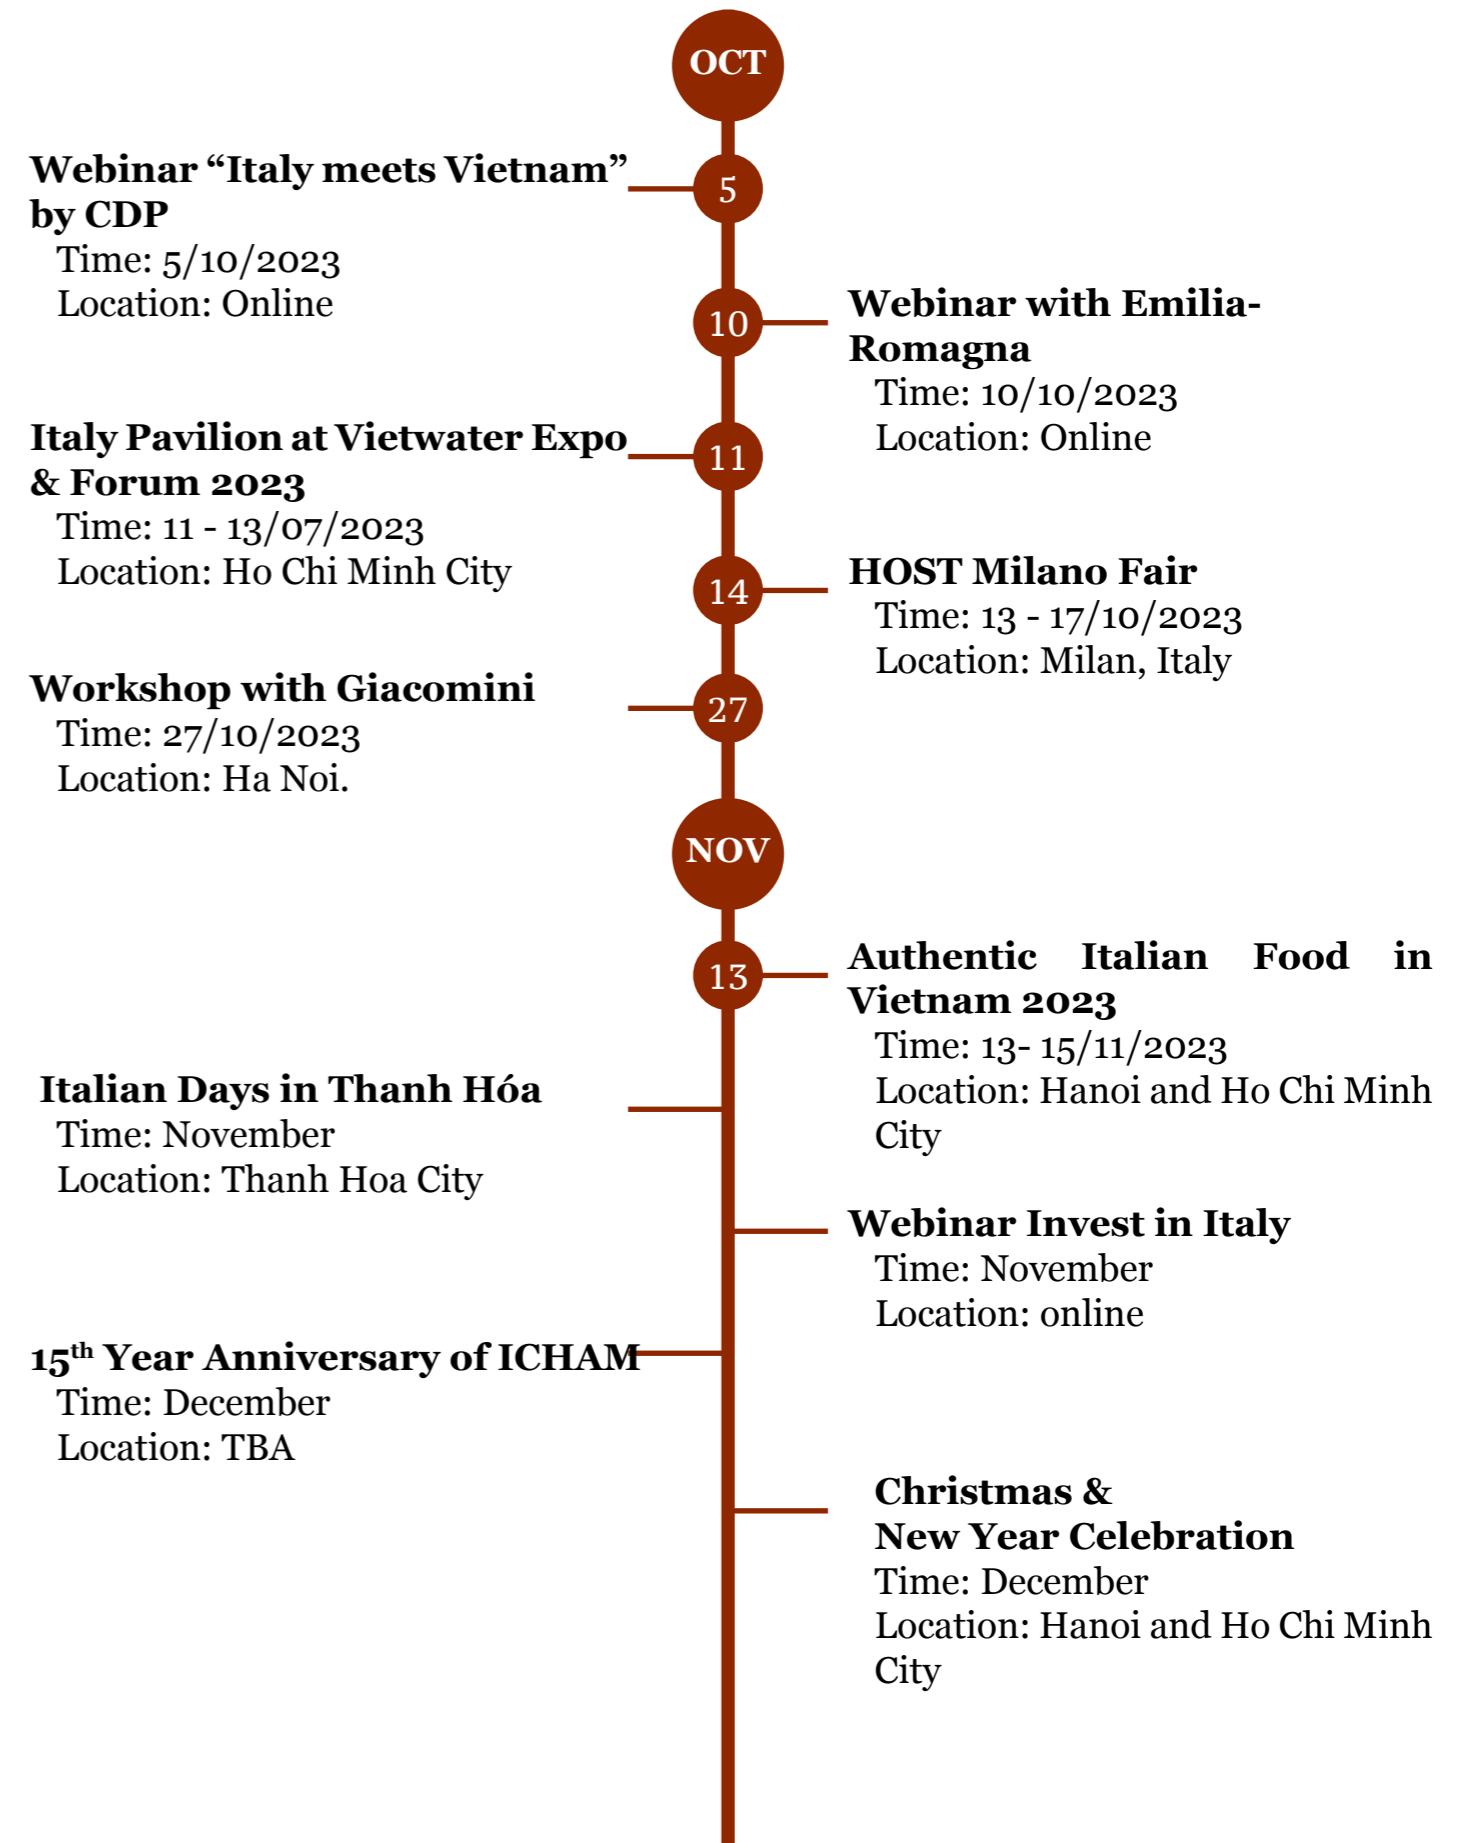 OCT
5
Webinar “Italy meets Vietnam”
by CDP
Time: 5/10/2023
Location: Online
10
Webinar with Emilia-
Romagna
Time: 10/10/2023
Location: Online
11
Italy Pavilion at Vietwater Expo
& Forum 2023
Time: 11 - 13/07/2023
Location: Ho Chi Minh City
14
HOST Milano Fair
Time: 13 - 17/10/2023
Location: Milan, Italy
27
Workshop with Giacomini
Time: 27/10/2023
Location: Ha Noi.
NOV
13
Authentic Italian Food in
Vietnam 2023
Time: 13- 15/11/2023
Location: Hanoi and Ho Chi Minh
City
Italian Days in Thanh Hóa
Time: November
Location: Thanh Hoa City
Webinar Invest in Italy
Time: November
Location: online
15th Year Anniversary of ICHAM
Time: December
Location: TBA
Christmas &
New Year Celebration
Time: December
Location: Hanoi and Ho Chi Minh
City